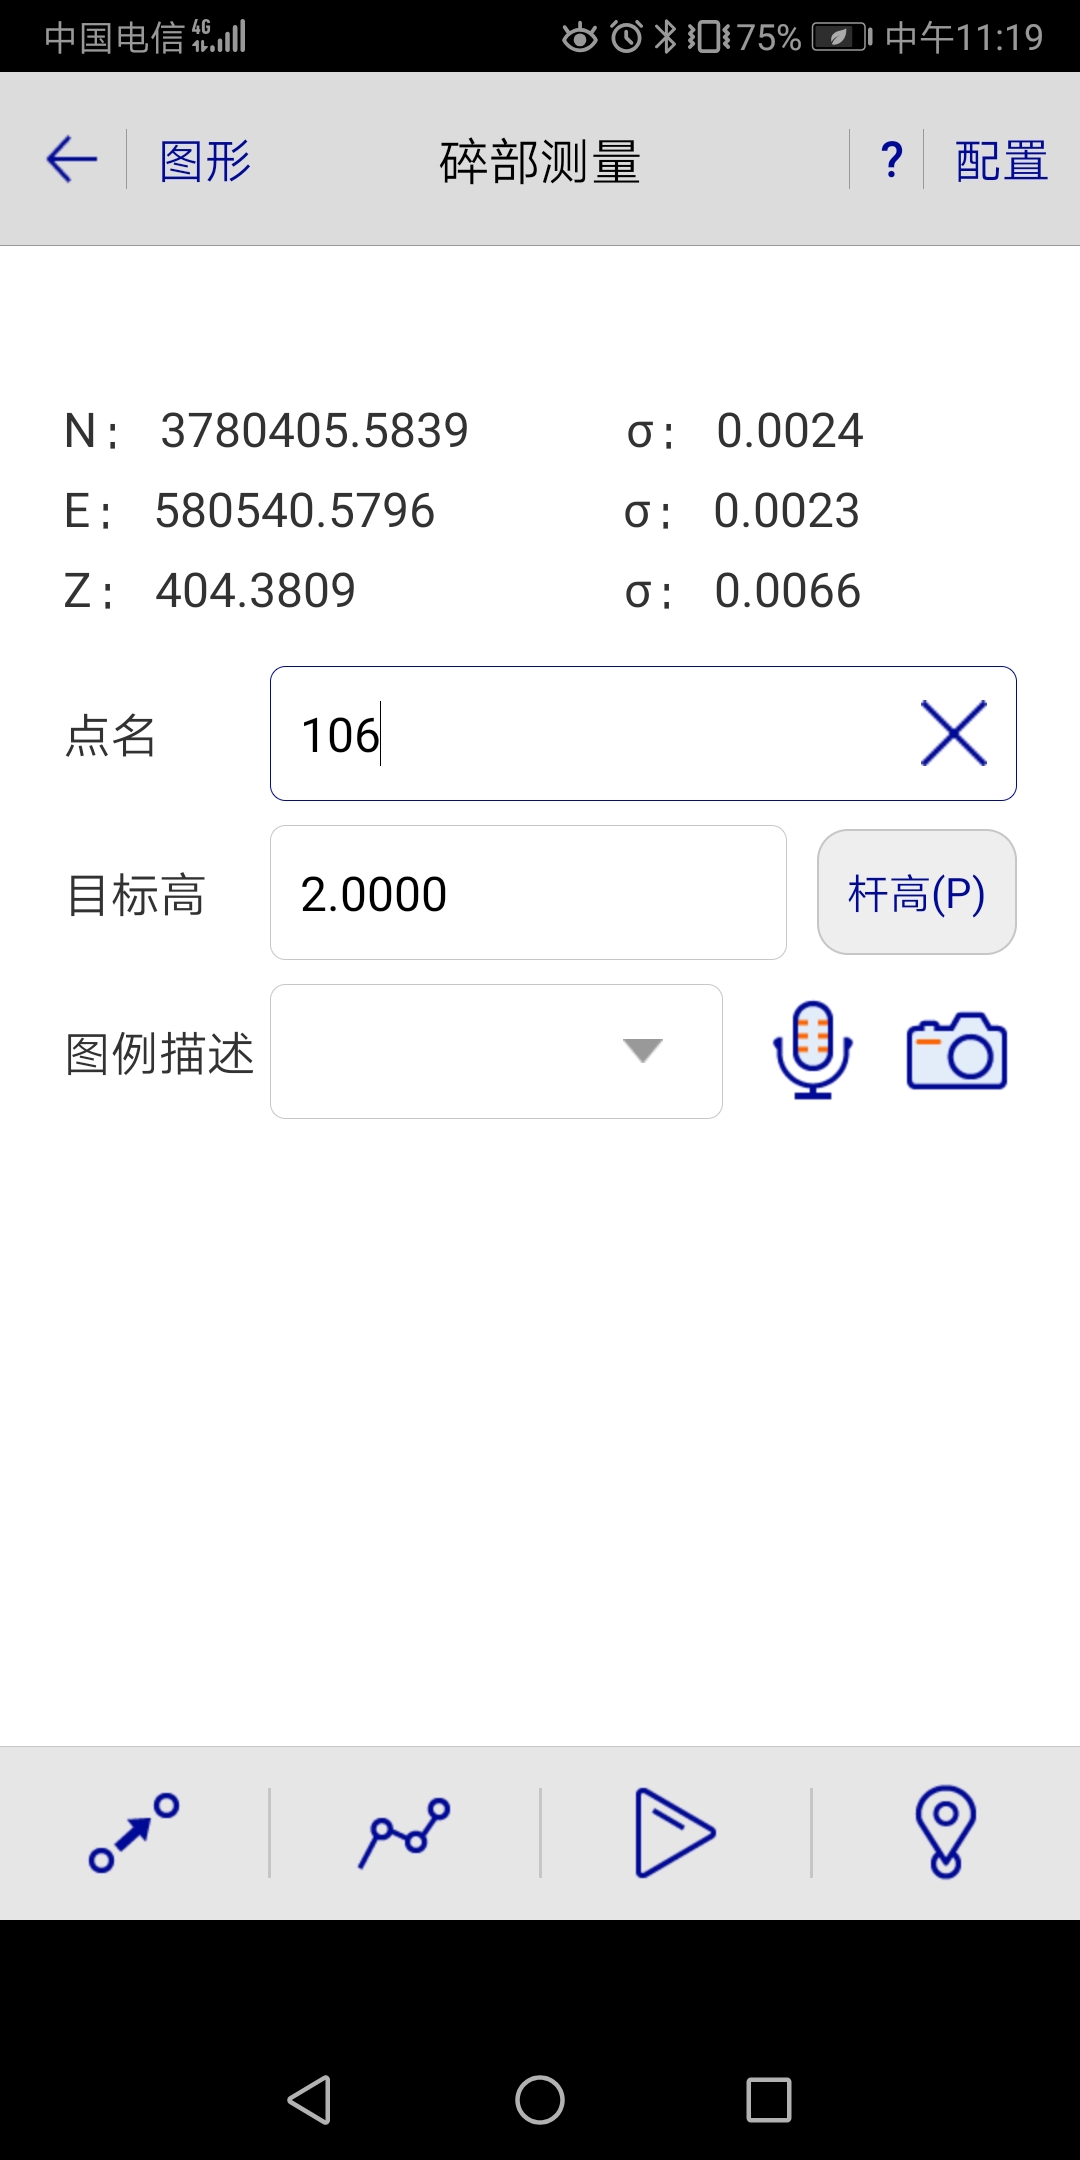 中国电信 4G 75% 中午11:19
图形 碎部测量 ? 配置
N: 3780405.5839 σ: 0.0024
E: 580540.5796 σ: 0.0023
Z: 404.3809 σ: 0.0066
点名 106
目标高 2.0000 杆高(P)
图例描述